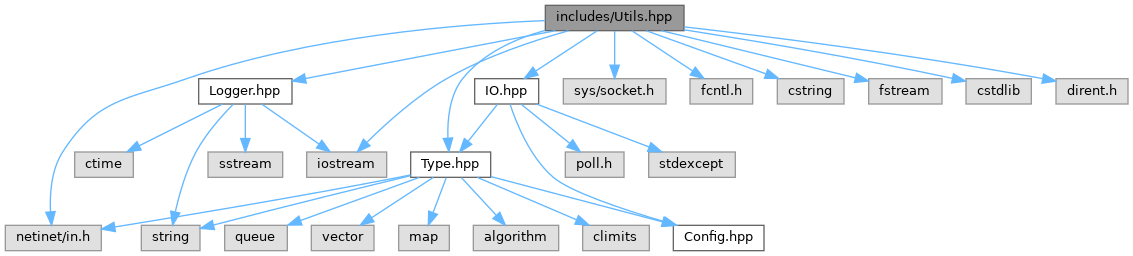 includes/Utils.hpp
Logger.hpp
IO.hpp
sys/socket.h
fcntl.h
cstring
fstream
cstdlib
dirent.h
ctime
sstream
iostream
Type.hpp
poll.h
stdexcept
netinet/in.h
string
queue
vector
map
algorithm
climits
Config.hpp